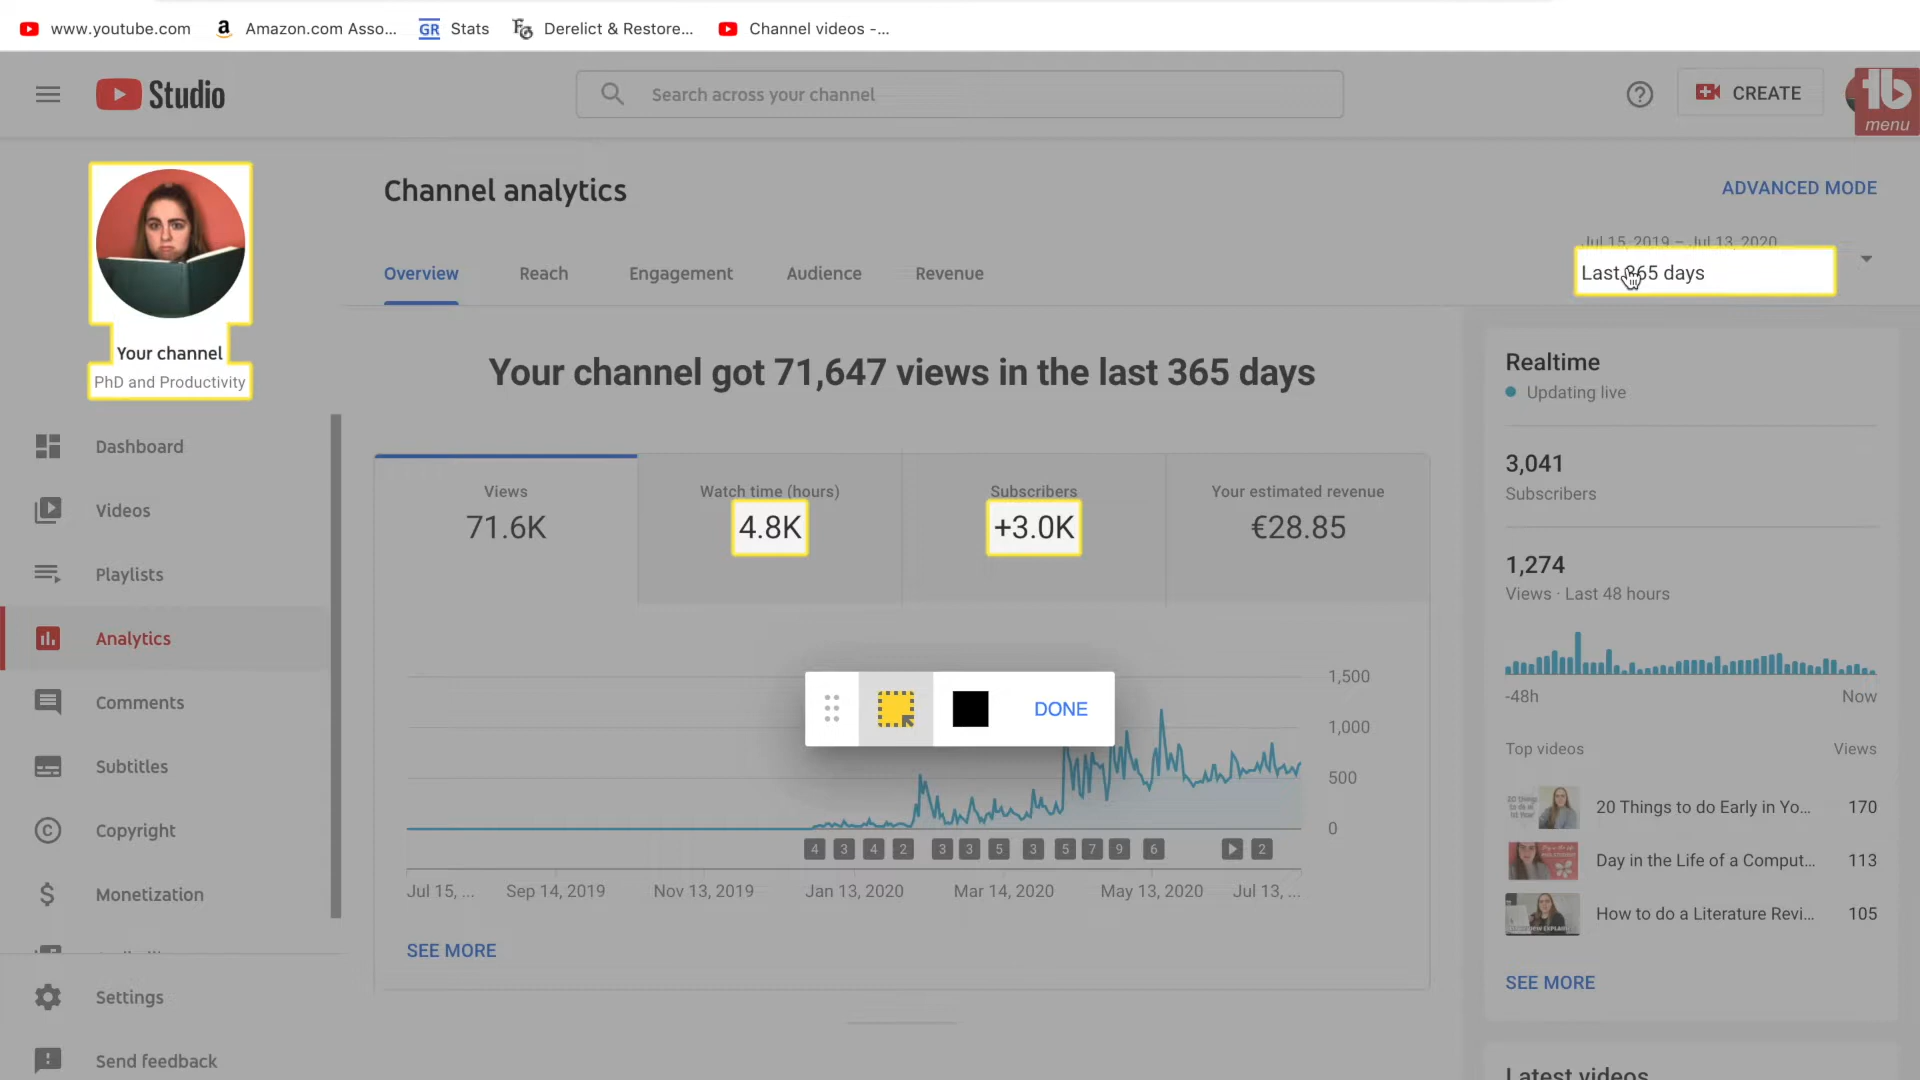 www.youtube.com
a Amazon.com Asso...
GR Stats
Derelict & Restore...
Channel videos -...
Studio
Search across your channel
?
CREATE
menu
Channel analytics
ADVANCED MODE
Jul 15, 2019 – Jul 13, 2020
Last 365 days
Overview
Reach
Engagement
Audience
Revenue
Your channel
PhD and Productivity
Dashboard
Videos
Playlists
Analytics
Comments
Subtitles
Copyright
Monetization
Settings
Send feedback
Your channel got 71,647 views in the last 365 days
Views
71.6K
Watch time (hours)
4.8K
Subscribers
+3.0K
Your estimated revenue
€28.85
DONE
1,500
1,000
500
0
4 3 4 2 3 3 5 3 5 7 9 6 2
Jul 15, ...
Sep 14, 2019
Nov 13, 2019
Jan 13, 2020
Mar 14, 2020
May 13, 2020
Jul 13, ...
SEE MORE
Realtime
Updating live
3,041
Subscribers
1,274
Views · Last 48 hours
-48h
Now
Top videos
Views
20 Things to do Early in Yo...
170
Day in the Life of a Comput...
113
How to do a Literature Revi...
105
SEE MORE
Latest videos